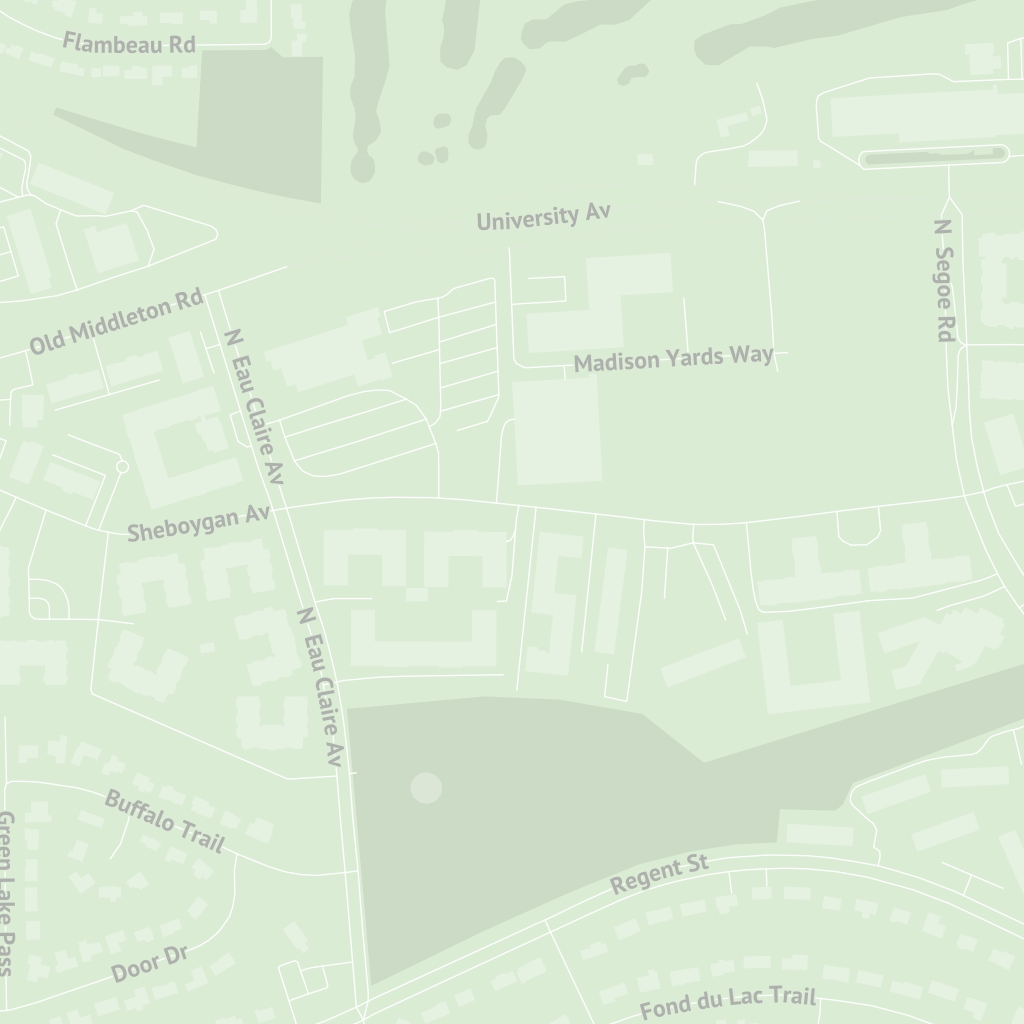 Flambeau Rd
University Av
N Segoe Rd
Old Middleton Rd
N Eau Claire Av
Madison Yards Way
Sheboygan Av
N Eau Claire Av
Buffalo Trail
Green Lake Pass
Regent St
Door Dr
Fond du Lac Trail